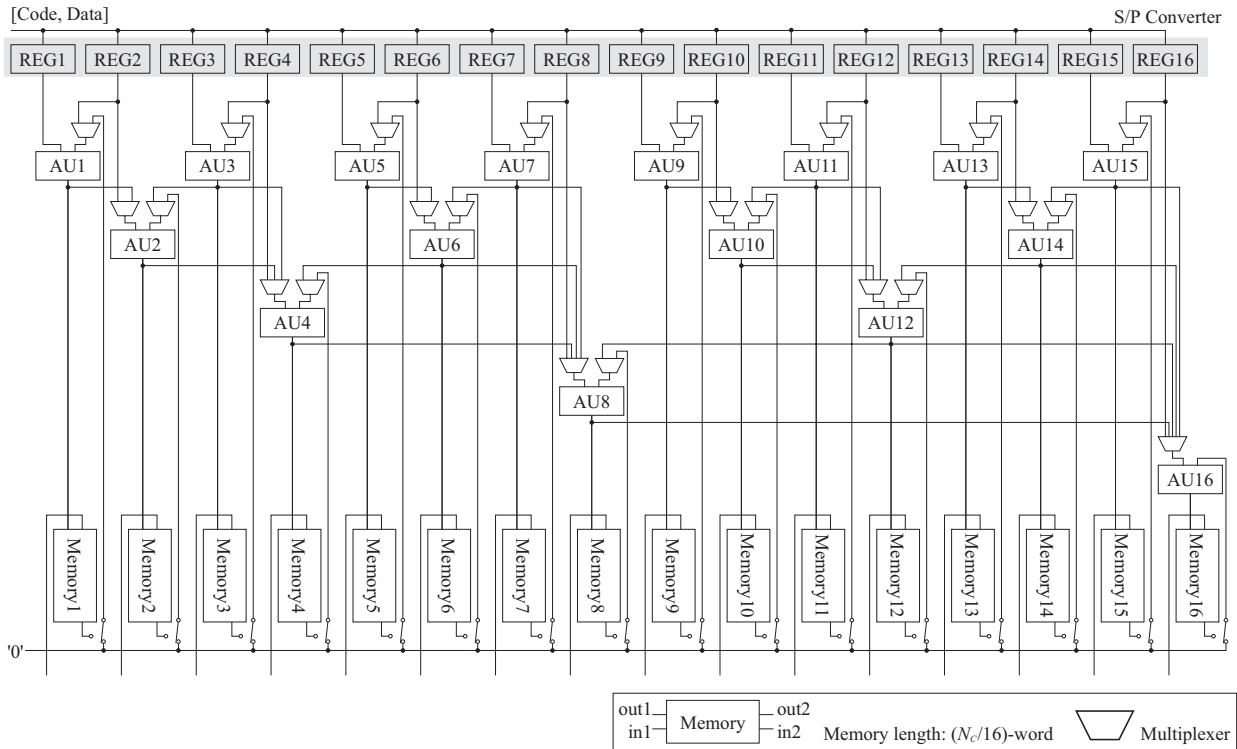 [Code, Data] S/P Converter
REG1 REG2 REG3 REG4 REG5 REG6 REG7 REG8 REG9 REG10 REG11 REG12 REG13 REG14 REG15 REG16
AU1 AU3 AU5 AU7 AU9 AU11 AU13 AU15
AU2 AU6 AU10 AU14
AU4 AU12
AU8
AU16
Memory1 Memory2 Memory3 Memory4 Memory5 Memory6 Memory7 Memory8 Memory9 Memory10 Memory11 Memory12 Memory13 Memory14 Memory15 Memory16
'0'
out1 Memory out2
in1 in2 Memory length: (Nc/16)-word Multiplexer